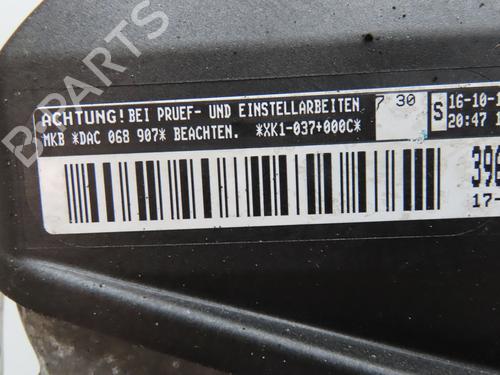 B-PARTS
ACHTUNG! BEI PRUEF- UND EINSTELLARBEITEN 7 30 S 16-10-1
MKB *DAC 068 907* BEACHTEN. *XK1-037+000C* 20:47 1
17-